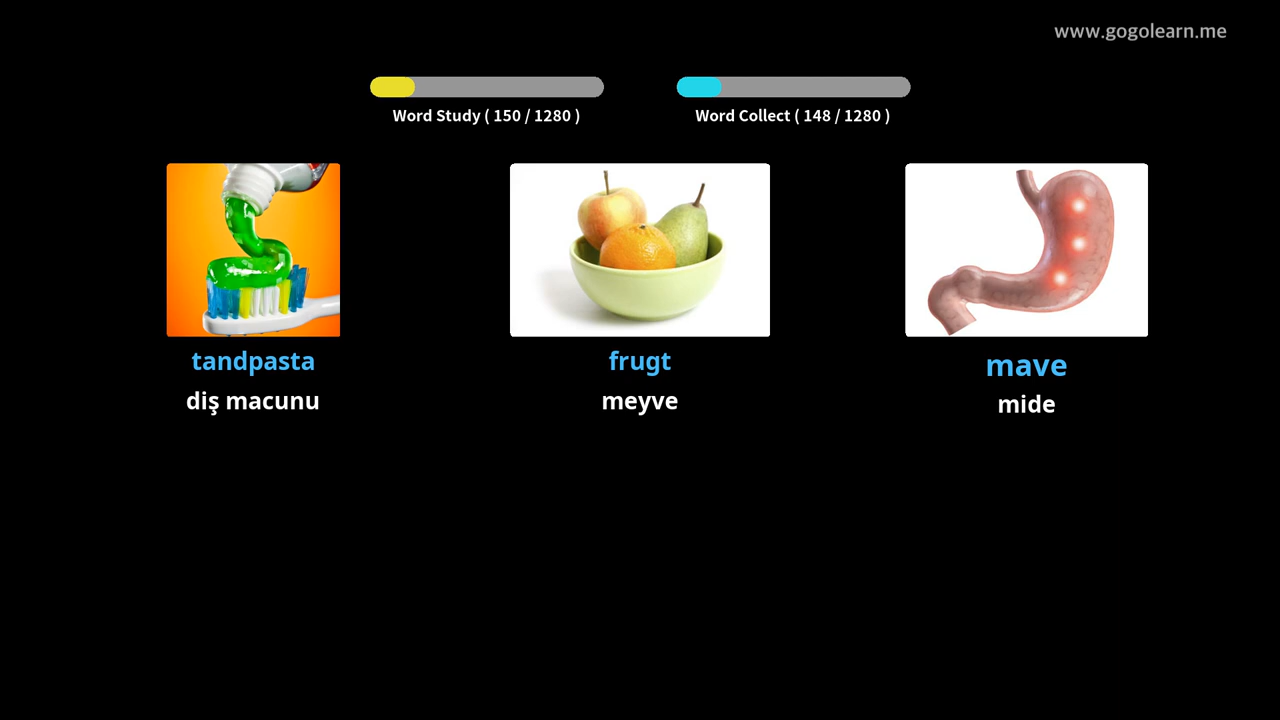 www.gogolearn.me
Word Study ( 150 / 1280 )
Word Collect ( 148 / 1280 )
tandpasta
diş macunu
frugt
meyve
mave
mide